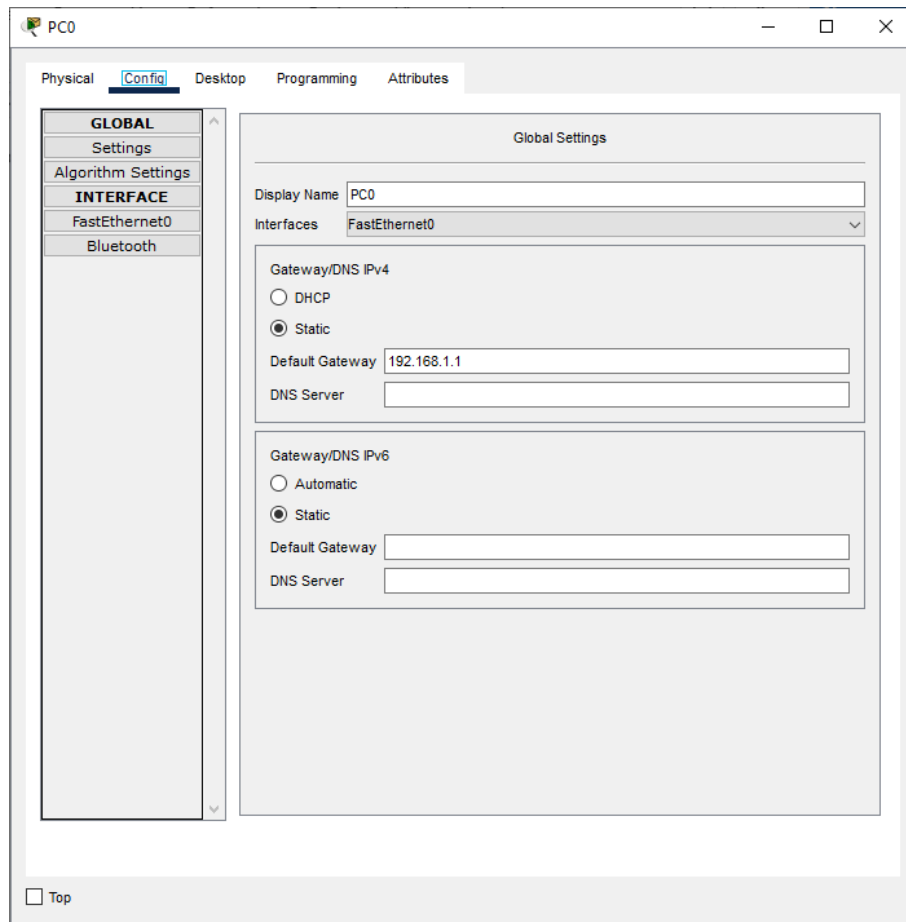 PC0
Physical Config Desktop Programming Attributes
GLOBAL
Settings
Algorithm Settings
INTERFACE
FastEthernet0
Bluetooth
Global Settings
Display Name PC0
Interfaces FastEthernet0
Gateway/DNS IPv4
DHCP
Static
Default Gateway 192.168.1.1
DNS Server
Gateway/DNS IPv6
Automatic
Static
Default Gateway
DNS Server
Top